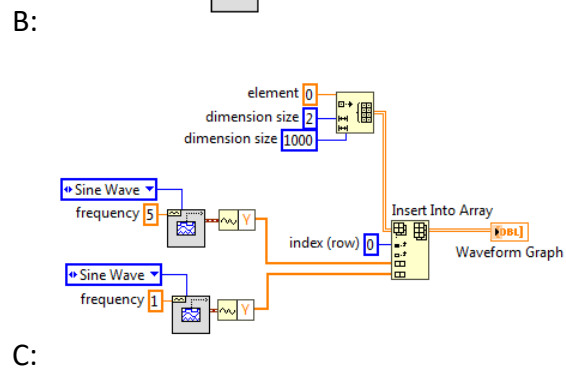 B:
element 0
dimension size 2
dimension size 1000
Sine Wave
frequency 5
Y
Insert Into Array
index (row) 0
DBL
Waveform Graph
Sine Wave
frequency 1
Y
C: